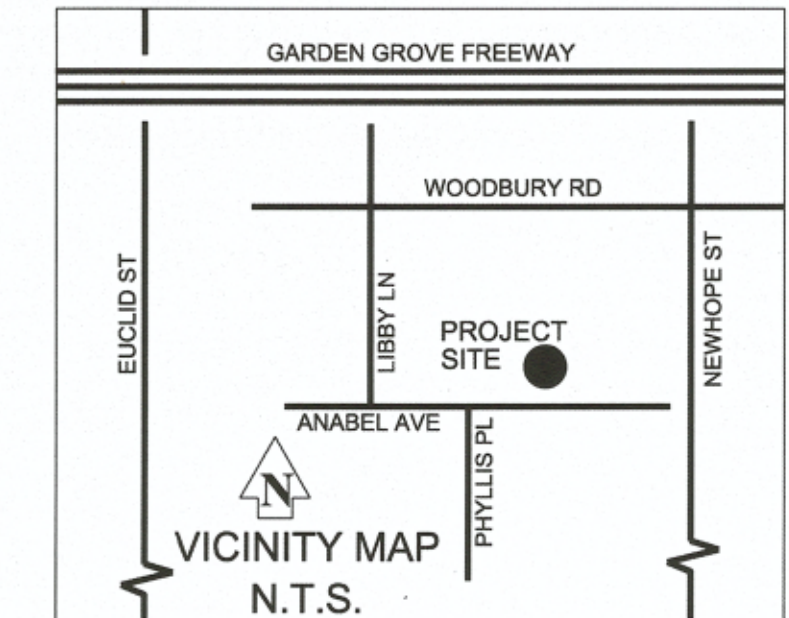 GARDEN GROVE FREEWAY
WOODBURY RD
EUCLID ST
LIBBY LN
NEWHOPE ST
PROJECT
SITE
ANABEL AVE
PHYLLIS PL
N
VICINITY MAP
N.T.S.